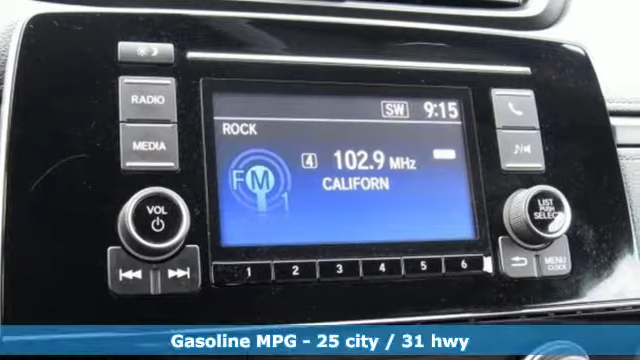 SW 9:15
ROCK
4 102.9 MHz
CALIFORN
FM 1
RADIO
MEDIA
VOL
LIST
PUSH
SELECT
MENU
CLOCK
1 2 3 4 5 6
Gasoline MPG - 25 city / 31 hwy